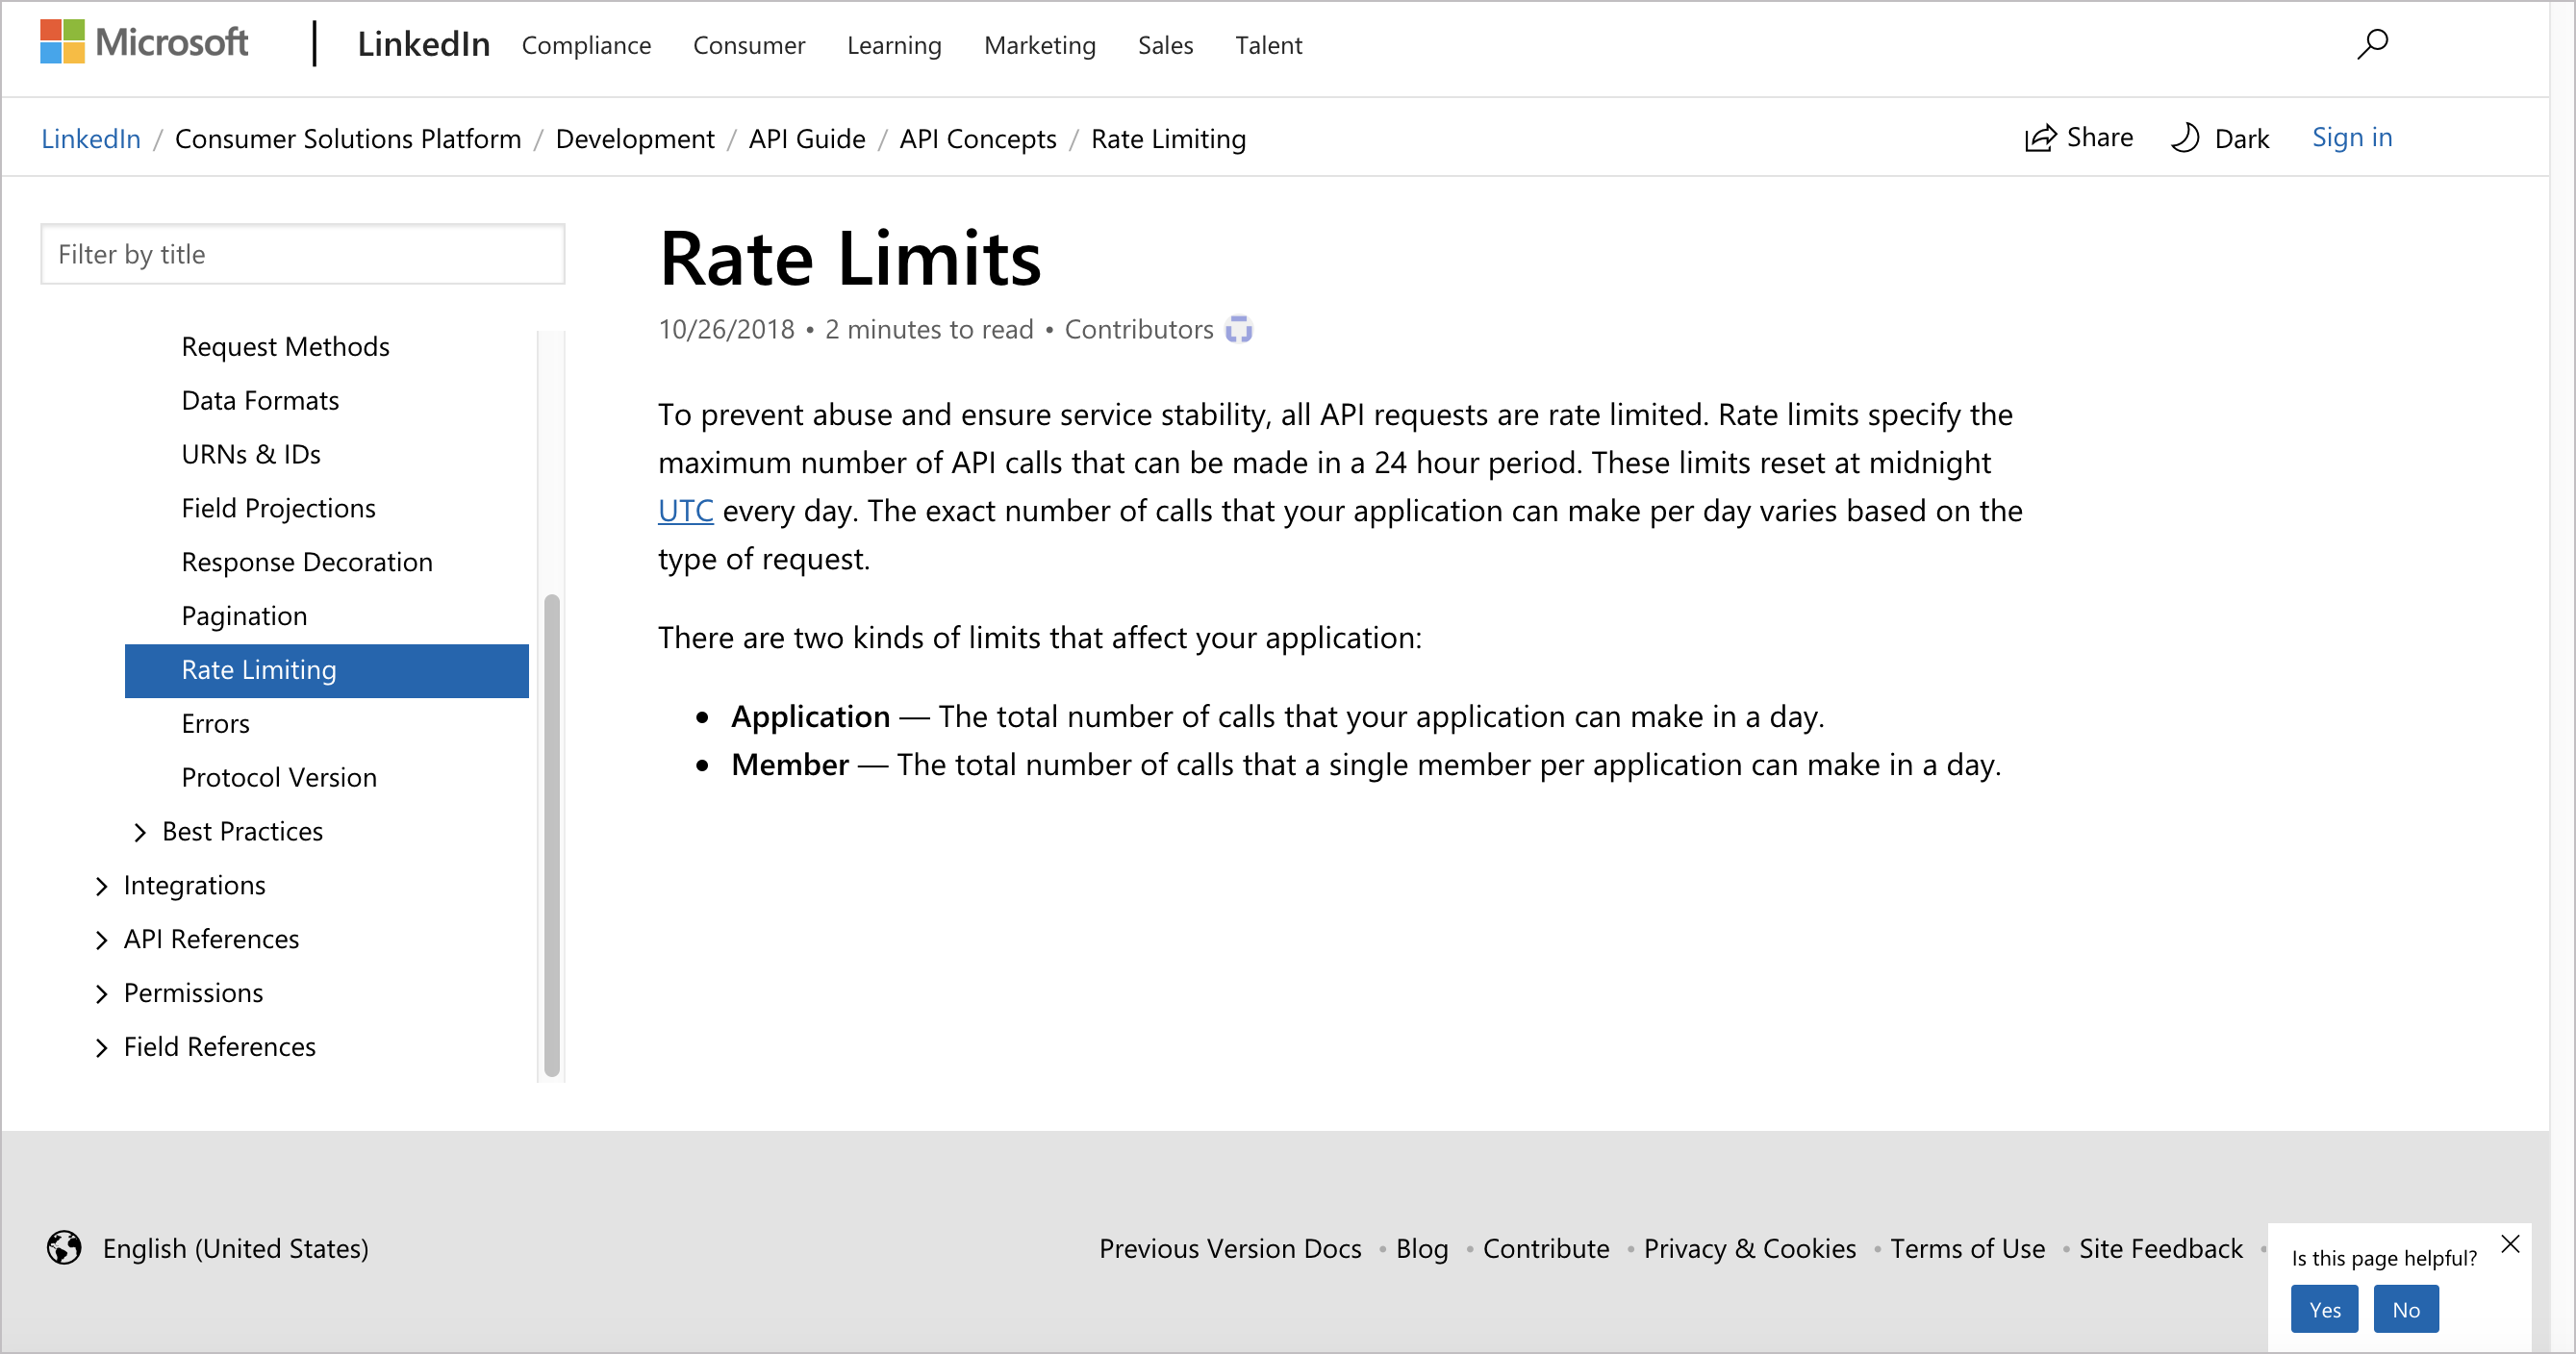 Microsoft
LinkedIn Compliance Consumer Learning Marketing Sales Talent
LinkedIn / Consumer Solutions Platform / Development / API Guide / API Concepts / Rate Limiting
Share Dark Sign in
Filter by title
Request Methods
Data Formats
URNs & IDs
Field Projections
Response Decoration
Pagination
Rate Limiting
Errors
Protocol Version
Best Practices
Integrations
API References
Permissions
Field References
Rate Limits
10/26/2018 • 2 minutes to read • Contributors
To prevent abuse and ensure service stability, all API requests are rate limited. Rate limits specify the
maximum number of API calls that can be made in a 24 hour period. These limits reset at midnight
UTC every day. The exact number of calls that your application can make per day varies based on the
type of request.
There are two kinds of limits that affect your application:
• Application — The total number of calls that your application can make in a day.
• Member — The total number of calls that a single member per application can make in a day.
English (United States)
Previous Version Docs • Blog • Contribute • Privacy & Cookies • Terms of Use • Site Feedback •
Is this page helpful?
Yes No